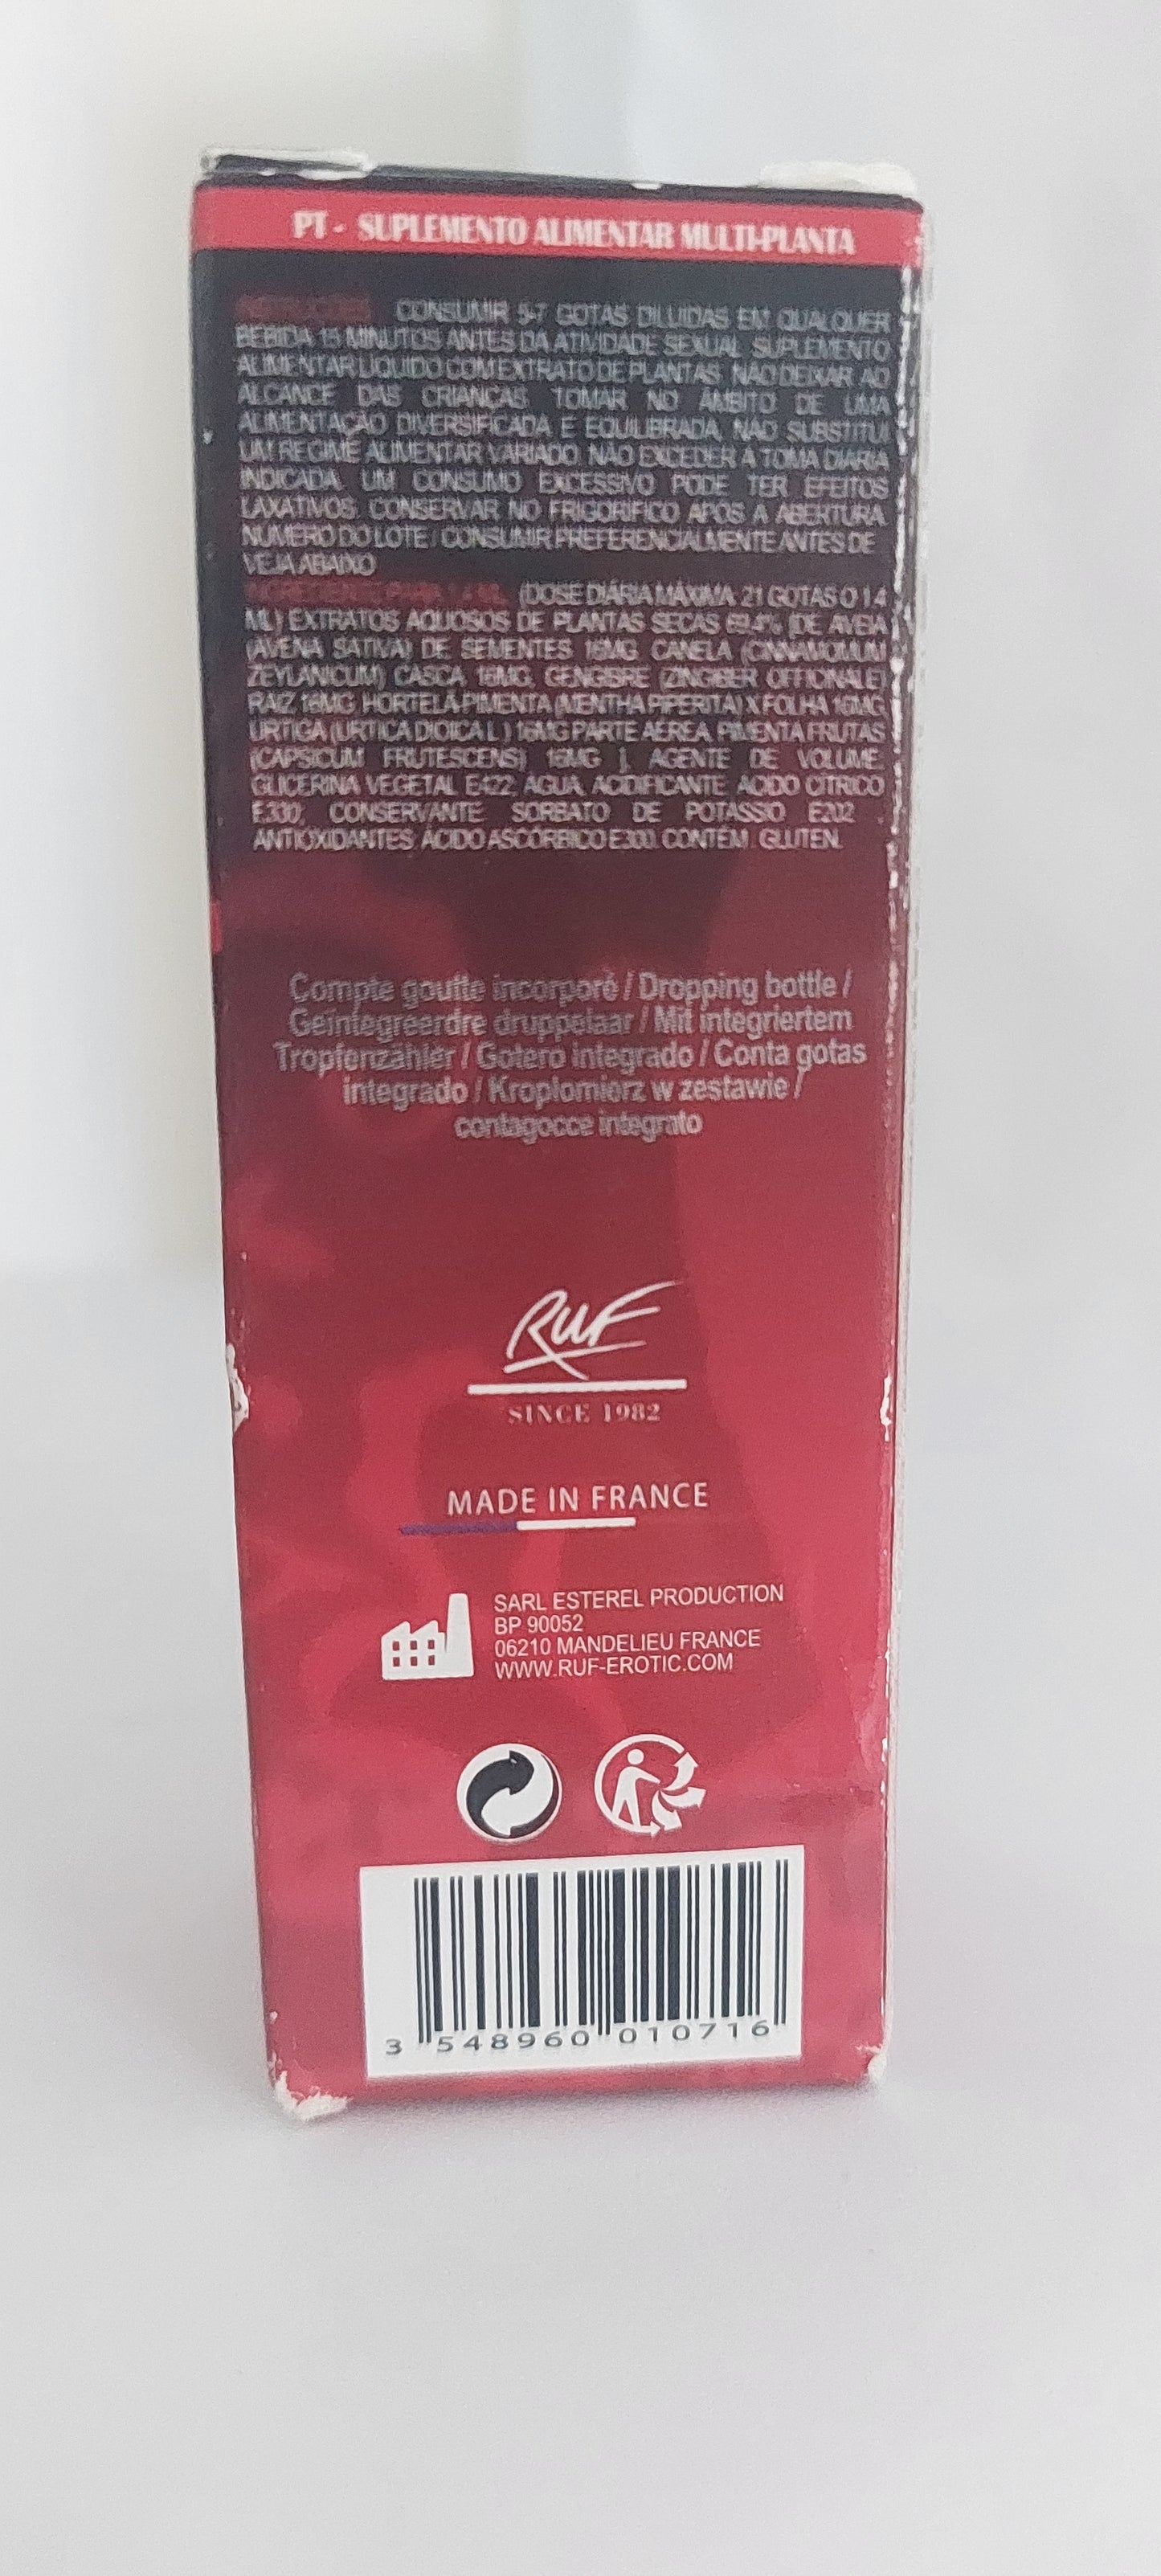 PT - SUPLEMENTO ALIMENTAR MULTI-PLANTA
CONSUMIR 5-7 GOTAS DILUIDAS EM QUALQUER
BEBIDA 15 MINUTOS ANTES DA ATIVIDADE SEXUAL. SUPLEMENTO
ALIMENTAR LIQUIDO COM EXTRATO DE PLANTAS. NÃO DEIXAR AO
ALCANCE DAS CRIANÇAS. TOMAR NO ÂMBITO DE UMA
ALIMENTAÇÃO DIVERSIFICADA E EQUILIBRADA, NÃO SUBSTITUI
UM REGIME ALIMENTAR VARIADO. NÃO EXCEDER A TOMA DIÁRIA
INDICADA. UM CONSUMO EXCESSIVO PODE TER EFEITOS
LAXATIVOS. CONSERVAR NO FRIGORIFICO APÓS A ABERTURA.
NÚMERO DO LOTE / CONSUMIR PREFERENCIALMENTE ANTES DE
VEJA ABAIXO
(DOSE DIÁRIA MÁXIMA 21 GOTAS O 1.4
ML) EXTRATOS AQUOSOS DE PLANTAS SECAS [DE AVEIA
(AVENA SATIVA) DE SEMENTES 16MG. CANELA (CINNAMOMUM
ZEYLANICUM) CASCA 16MG. GENGIBRE (ZINGIBER OFFICINALE)
RAIZ 16MG HORTELA-PIMENTA (MENTHA PIPERITA) X FOLHA 16MG
URTIGA (URTICA DIOICA L.) 16MG PARTE AEREA. PIMENTA FRUTAS
(CAPSICUM FRUTESCENS) 16MG ]. AGENTE DE VOLUME:
GLICERINA VEGETAL E422, ÁGUA, ACIDIFICANTE: ÁCIDO CÍTRICO
E330, CONSERVANTE SORBATO DE POTASSIO E202
ANTIOXIDANTES: ÁCIDO ASCÓRBICO E300. CONTÉM : GLUTEN.
Compte goutte incorporé / Dropping bottle /
Geïntegreerdre druppelaar / Mit integriertem
Tropfenzähler / Gotero integrado / Conta gotas
integrado / Kroplomierz w zestawie /
contagocce integrato
RUF
SINCE 1982
MADE IN FRANCE
SARL ESTEREL PRODUCTION
BP 90052
06210 MANDELIEU FRANCE
WWW.RUF-EROTIC.COM
3 548960 010716